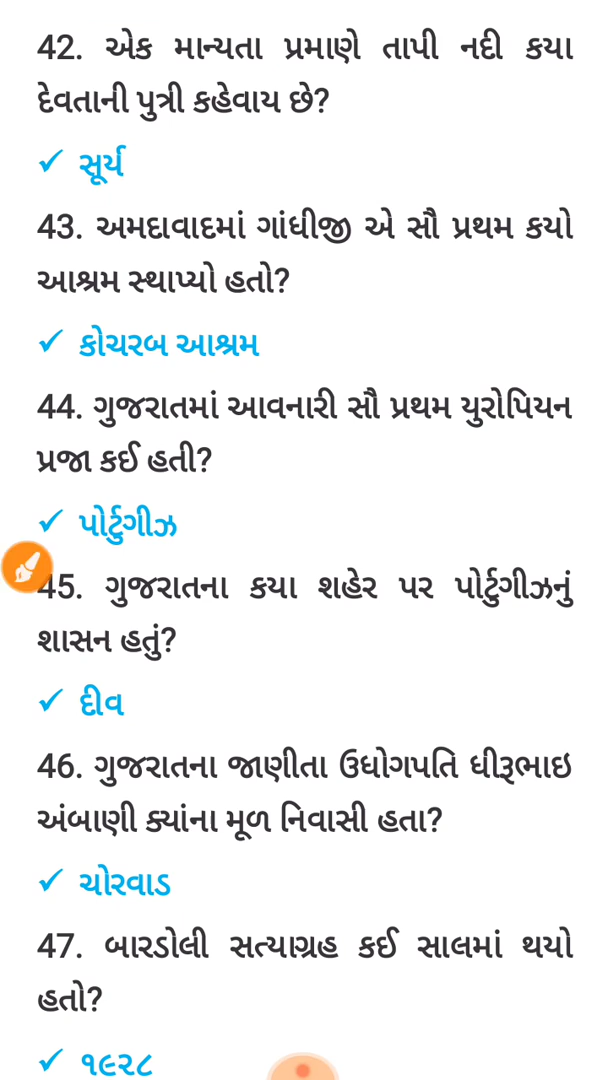 42. એક માન્યતા પ્રમાણે તાપી નદી કયા
દેવતાની પુત્રી કહેવાય છે?
✓ સૂર્ય
43. અમદાવાદમાં ગાંધીજી એ સૌ પ્રથમ કયો
આશ્રમ સ્થાપ્યો હતો?
✓ કોચરબ આશ્રમ
44. ગુજરાતમાં આવનારી સૌ પ્રથમ યુરોપિયન
પ્રજા કઈ હતી?
✓ પોર્ટુગીઝ
45. ગુજરાતના કયા શહેર પર પોર્ટુગીઝનું
શાસન હતું?
✓ દીવ
46. ગુજરાતના જાણીતા ઉધોગપતિ ધીરૂભાઇ
અંબાણી ક્યાંના મૂળ નિવાસી હતા?
✓ ચોરવાડ
47. બારડોલી સત્યાગ્રહ કઈ સાલમાં થયો
હતો?
✓ ૧૯૨૮